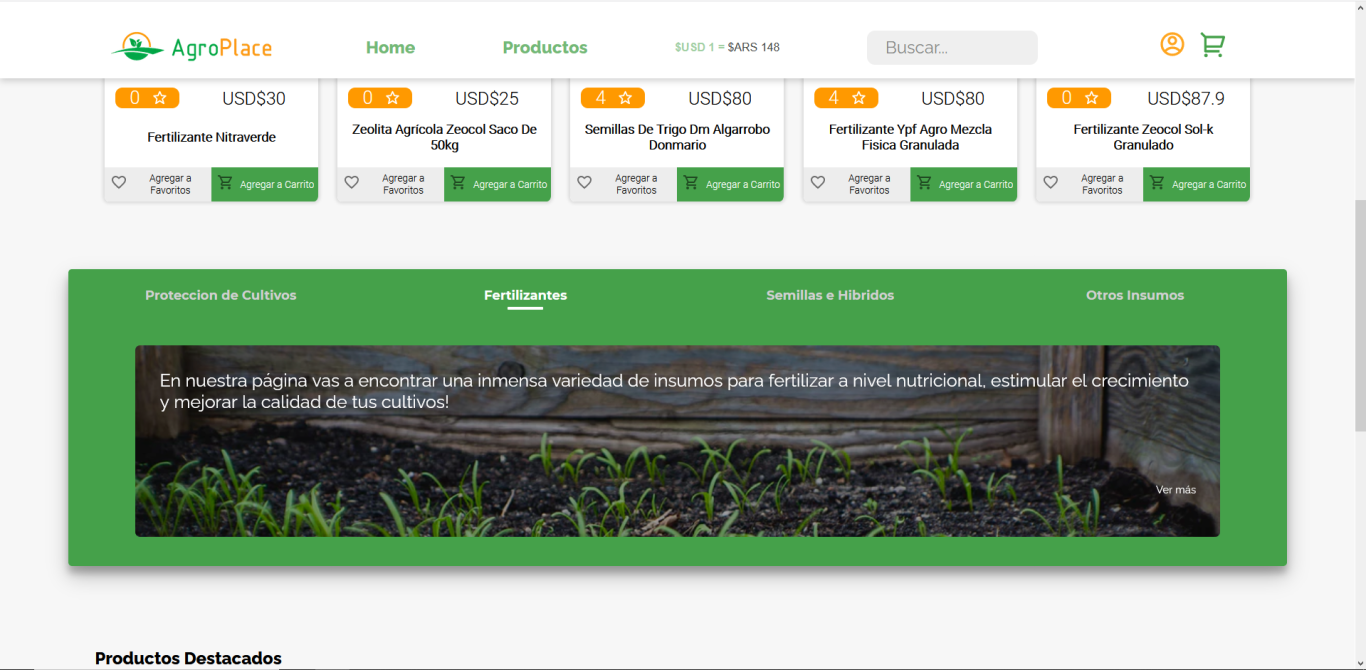 AgroPlace
Home
Productos
$USD 1 = $ARS 148
Buscar...
0
USD$30
Fertilizante Nitraverde
Agregar a
Favoritos
Agregar a Carrito
0
USD$25
Zeolita Agrícola Zeocol Saco De
50kg
Agregar a
Favoritos
Agregar a Carrito
4
USD$80
Semillas De Trigo Dm Algarrobo
Donmario
Agregar a
Favoritos
Agregar a Carrito
4
USD$80
Fertilizante Ypf Agro Mezcla
Fisica Granulada
Agregar a
Favoritos
Agregar a Carrito
0
USD$87.9
Fertilizante Zeocol Sol-k
Granulado
Agregar a
Favoritos
Agregar a Carrito
Proteccion de Cultivos
Fertilizantes
Semillas e Hibridos
Otros Insumos
En nuestra página vas a encontrar una inmensa variedad de insumos para fertilizar a nivel nutricional, estimular el crecimiento
y mejorar la calidad de tus cultivos!
Ver más
Productos Destacados